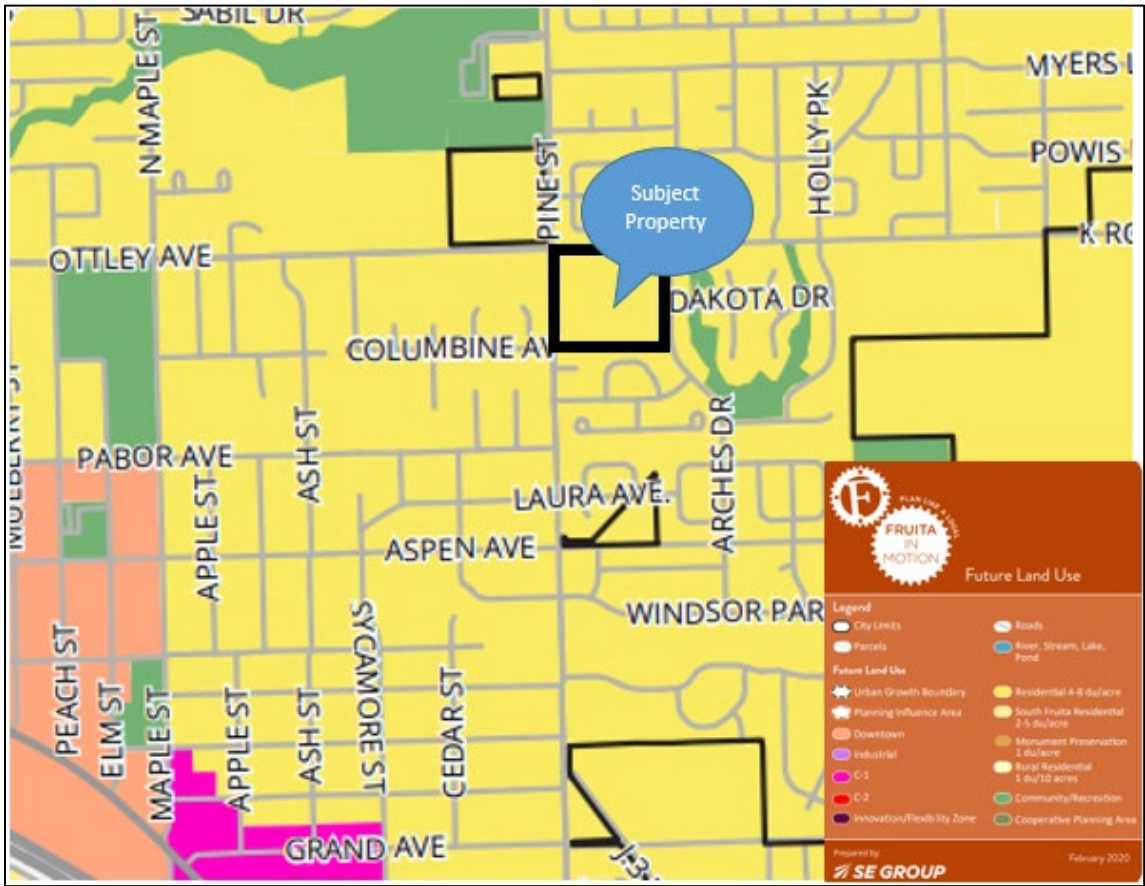 SABIL DR
N MAPLE ST
MYERS L
HOLLY PK
POWIS
PINE ST
Subject
Property
K RO
OTTLEY AVE
DAKOTA DR
COLUMBINE AV
MULBERRY ST
ASH ST
PABOR AVE
ARCHES DR
APPLE ST
LAURA AVE.
ASPEN AVE
WINDSOR PAR
SYCAMORE ST
PEACH ST
ELM ST
MAPLE ST
APPLE ST
ASH ST
CEDAR ST
GRAND AVE
J.3
F
PLAN LIKE A LOCAL
FRUITA
IN
MOTION
Future Land Use
Legend
City Limits
Parcels
Roads
River, Stream, Lake,
Pond
Future Land Use
Urban Growth Boundary
Planning Influence Area
Downtown
Industrial
C-1
C-2
Innovation/Flexibility Zone
Residential 4-8 du/acre
South Fruita Residential
2-5 du/acre
Monument Preservation
1 du/acre
Rural Residential
1 du/10 acres
Community/Recreation
Cooperative Planning Area
Prepared by
SE GROUP
February 2020